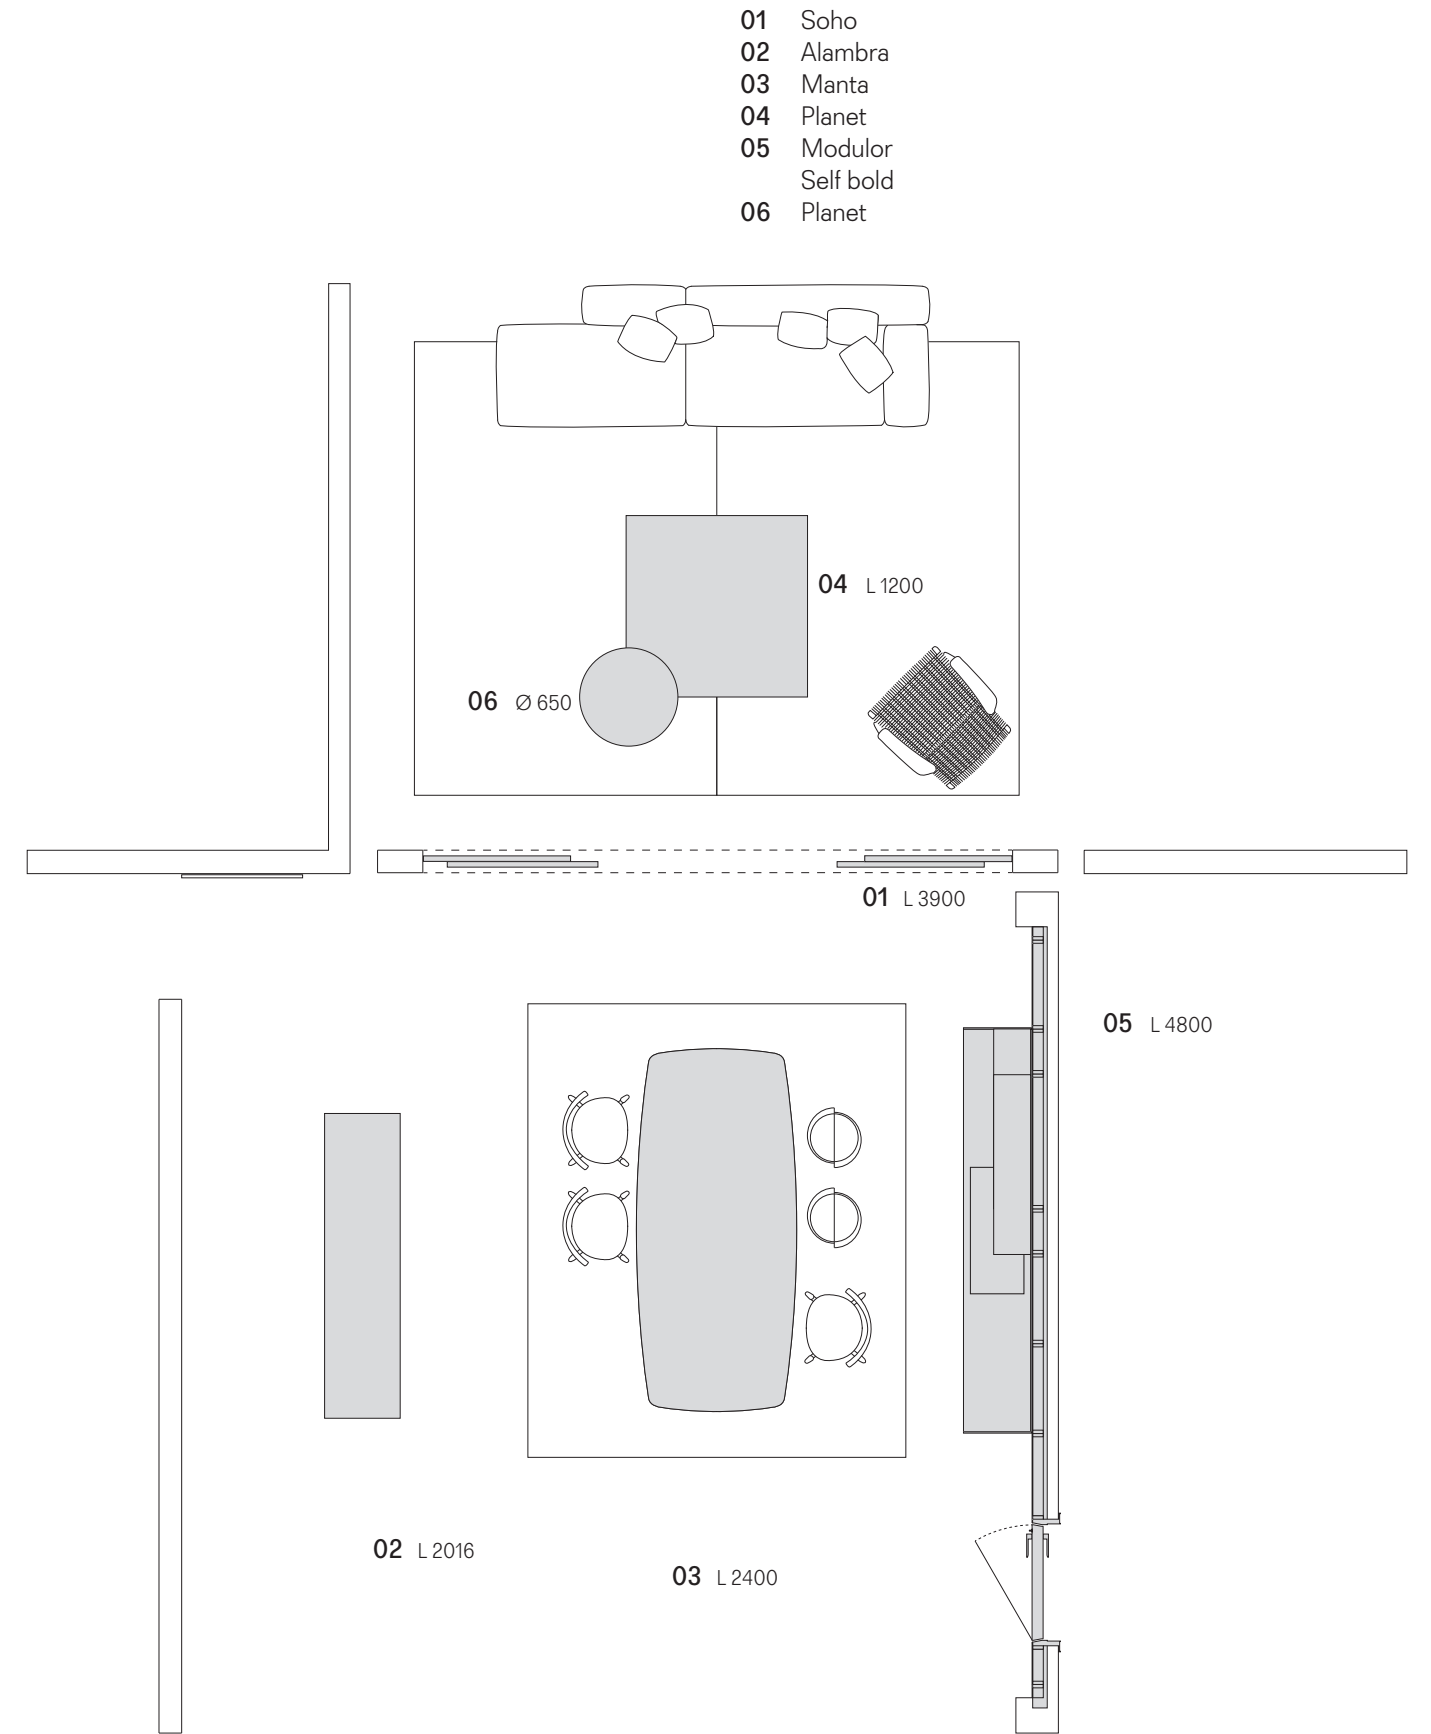 01 Soho
02 Alambra
03 Manta
04 Planet
05 Modulor
Self bold
06 Planet
04 L 1200
06 Ø 650
01 L 3900
05 L 4800
02 L 2016
03 L 2400